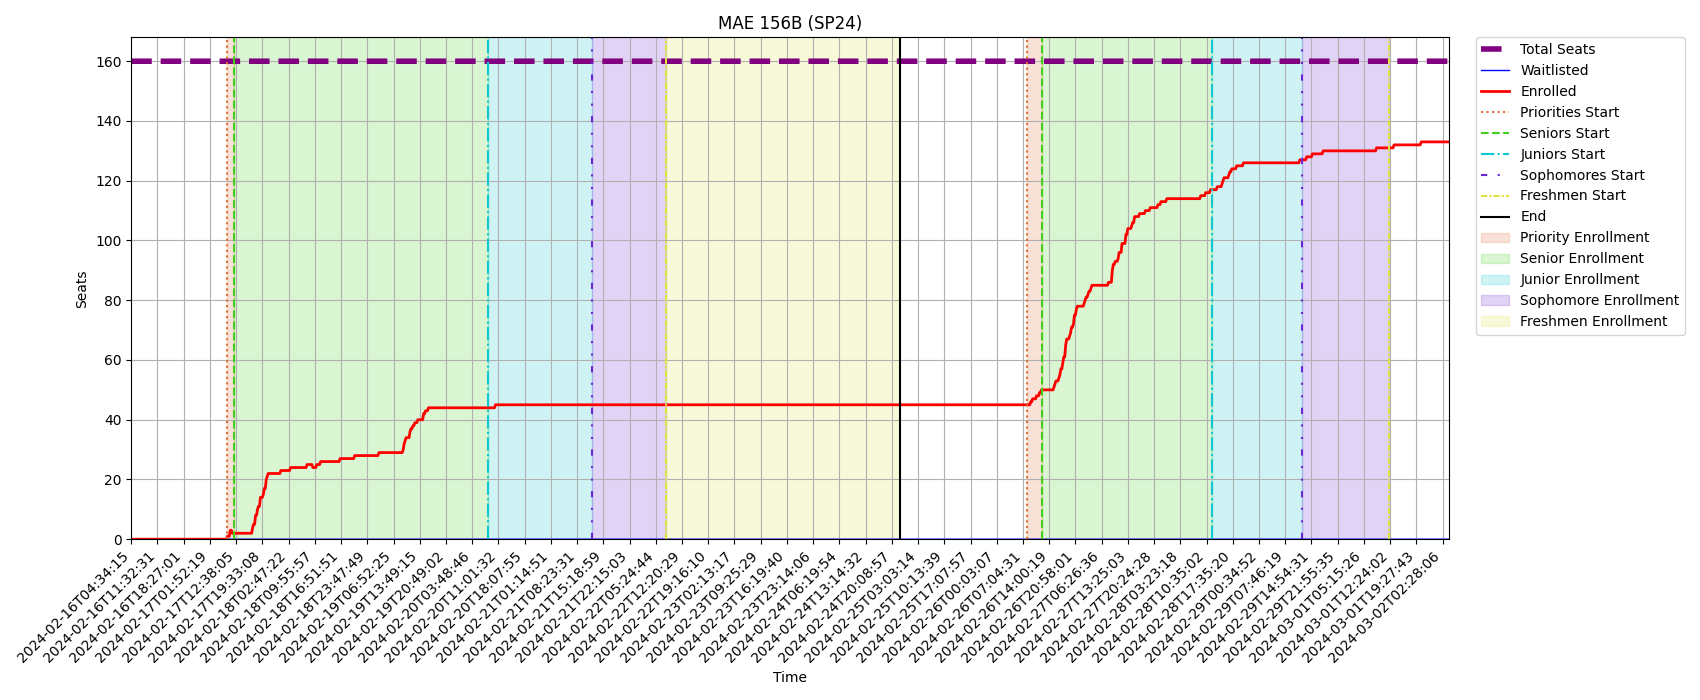 MAE 156B (SP24)
Seats
160
140
120
100
80
60
40
20
0
2024-02-16T04:34:15
2024-02-16T11:32:31
2024-02-16T18:27:01
2024-02-17T01:52:19
2024-02-17T12:38:05
2024-02-17T19:33:08
2024-02-18T02:47:22
2024-02-18T09:55:57
2024-02-18T16:51:51
2024-02-18T23:47:49
2024-02-19T06:52:25
2024-02-19T13:49:15
2024-02-19T20:49:02
2024-02-20T03:48:46
2024-02-20T11:01:32
2024-02-20T18:07:55
2024-02-21T01:14:51
2024-02-21T08:23:31
2024-02-21T15:18:59
2024-02-21T22:15:03
2024-02-22T05:24:44
2024-02-22T12:20:29
2024-02-22T19:16:10
2024-02-23T02:13:17
2024-02-23T09:25:29
2024-02-23T16:19:40
2024-02-23T23:14:06
2024-02-24T06:19:54
2024-02-24T13:14:32
2024-02-24T20:08:57
2024-02-25T03:03:14
2024-02-25T10:13:39
2024-02-25T17:07:57
2024-02-26T00:03:07
2024-02-26T07:04:31
2024-02-26T14:00:19
2024-02-26T20:58:01
2024-02-27T06:26:36
2024-02-27T13:25:03
2024-02-27T20:24:28
2024-02-28T03:23:18
2024-02-28T10:35:02
2024-02-28T17:35:20
2024-02-29T00:34:52
2024-02-29T07:46:19
2024-02-29T14:54:31
2024-02-29T21:55:35
2024-03-01T05:15:26
2024-03-01T12:24:02
2024-03-01T19:27:43
2024-03-02T02:28:06
Time
Total Seats
Waitlisted
Enrolled
Priorities Start
Seniors Start
Juniors Start
Sophomores Start
Freshmen Start
End
Priority Enrollment
Senior Enrollment
Junior Enrollment
Sophomore Enrollment
Freshmen Enrollment